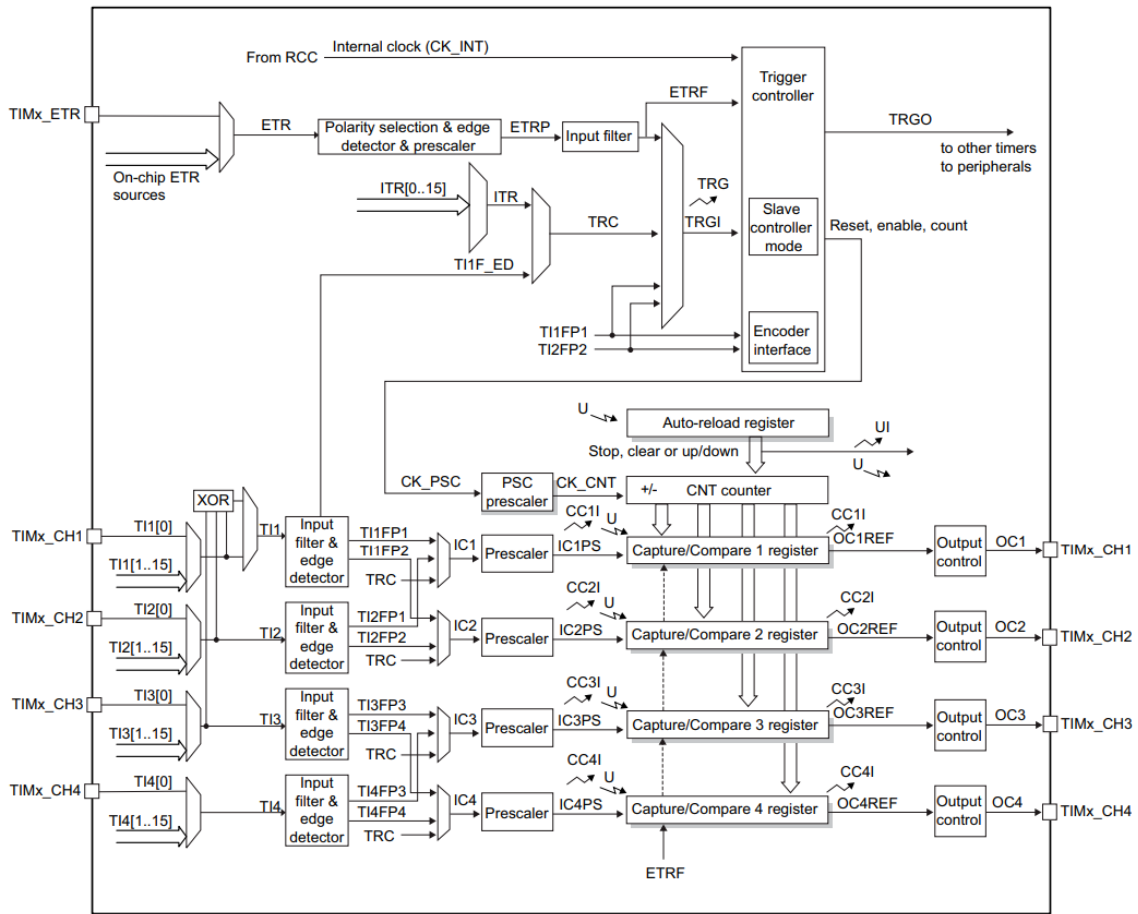 Internal clock (CK_INT)
From RCC
Trigger
controller
ETRF
TIMx_ETR
ETR
Polarity selection & edge
detector & prescaler
ETRP
Input filter
TRGO
to other timers
to peripherals
On-chip ETR
sources
ITR[0..15]
ITR
TRG
TRC
TRGI
Slave
controller
mode
Reset, enable, count
TI1F_ED
TI1FP1
TI2FP2
Encoder
interface
U
Auto-reload register
UI
Stop, clear or up/down
U
CK_PSC
PSC
prescaler
CK_CNT
+/-
CNT counter
XOR
TIMx_CH1
TI1[0]
TI1[1..15]
TI1
Input
filter &
edge
detector
TI1FP1
TI1FP2
TRC
IC1
Prescaler
IC1PS
CC1I
U
Capture/Compare 1 register
CC1I
OC1REF
Output
control
OC1
TIMx_CH1
TIMx_CH2
TI2[0]
TI2[1..15]
TI2
Input
filter &
edge
detector
TI2FP1
TI2FP2
TRC
IC2
Prescaler
IC2PS
CC2I
U
Capture/Compare 2 register
CC2I
OC2REF
Output
control
OC2
TIMx_CH2
TIMx_CH3
TI3[0]
TI3[1..15]
TI3
Input
filter &
edge
detector
TI3FP3
TI3FP4
TRC
IC3
Prescaler
IC3PS
CC3I
U
Capture/Compare 3 register
CC3I
OC3REF
Output
control
OC3
TIMx_CH3
TIMx_CH4
TI4[0]
TI4[1..15]
TI4
Input
filter &
edge
detector
TI4FP3
TI4FP4
TRC
IC4
Prescaler
IC4PS
CC4I
U
Capture/Compare 4 register
CC4I
OC4REF
Output
control
OC4
TIMx_CH4
ETRF